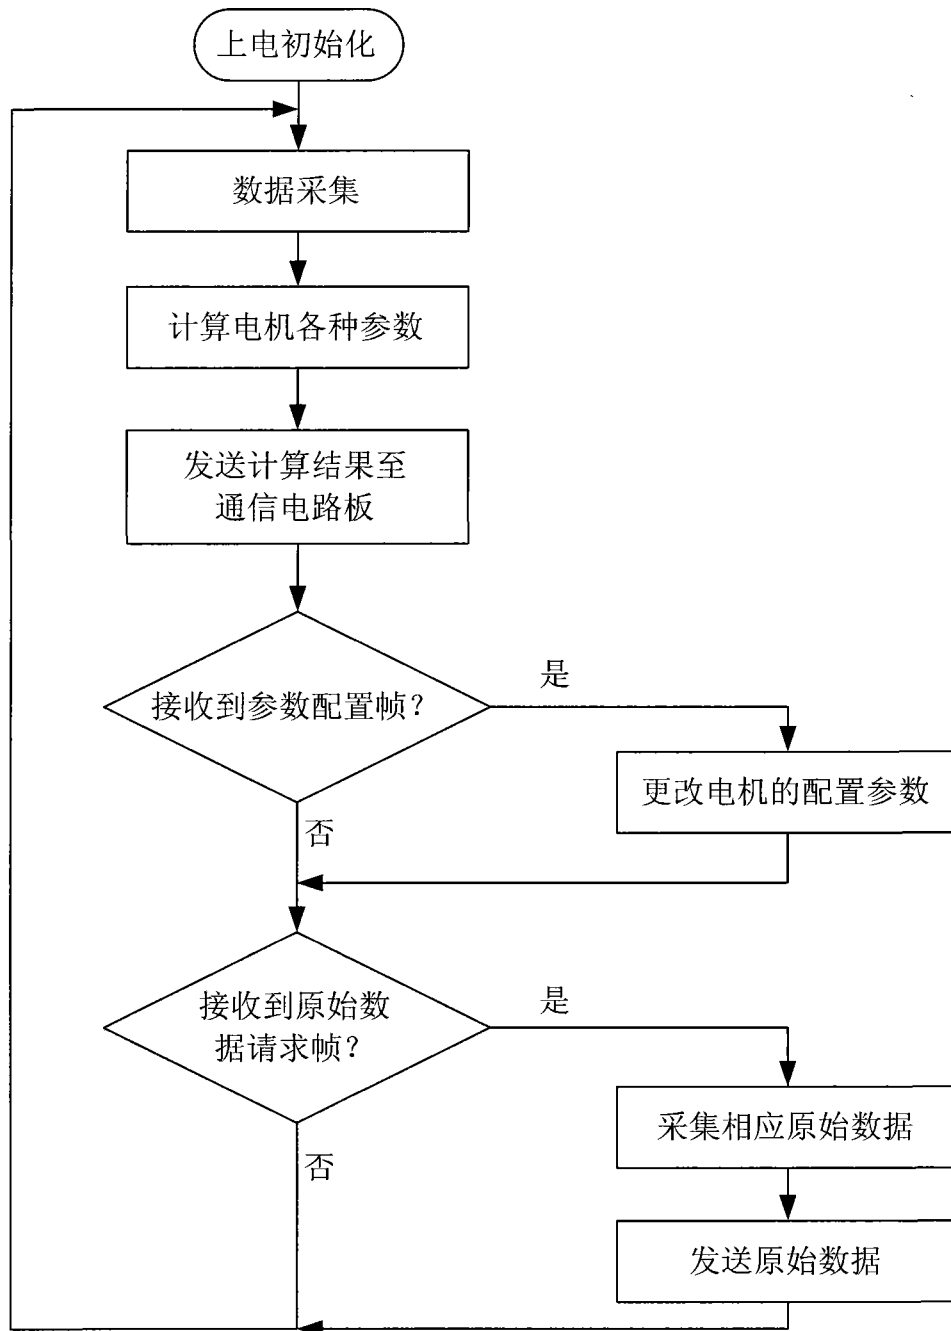 上电初始化
数据采集
计算电机各种参数
发送计算结果至
通信电路板
接收到参数配置帧？
是
更改电机的配置参数
否
接收到原始数
据请求帧？
是
采集相应原始数据
否
发送原始数据